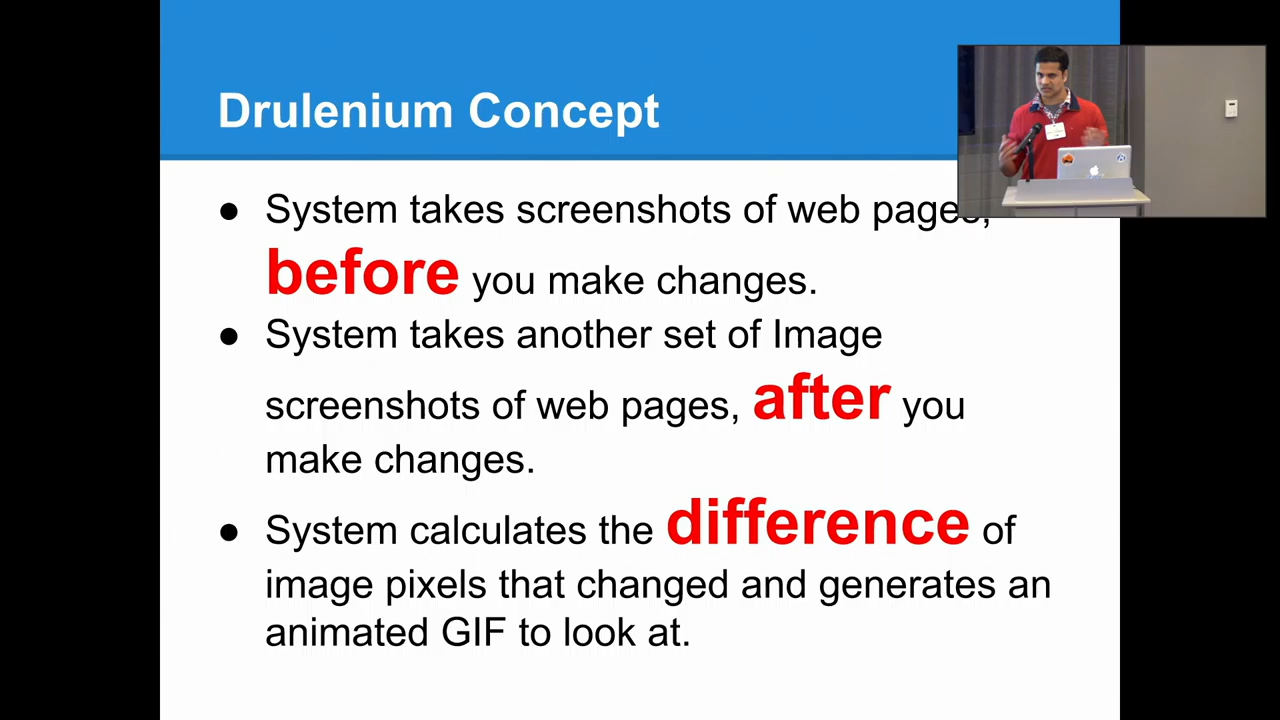 Drulenium Concept
● System takes screenshots of web pages,
before you make changes.
● System takes another set of Image
screenshots of web pages, after you
make changes.
● System calculates the difference of
image pixels that changed and generates an
animated GIF to look at.